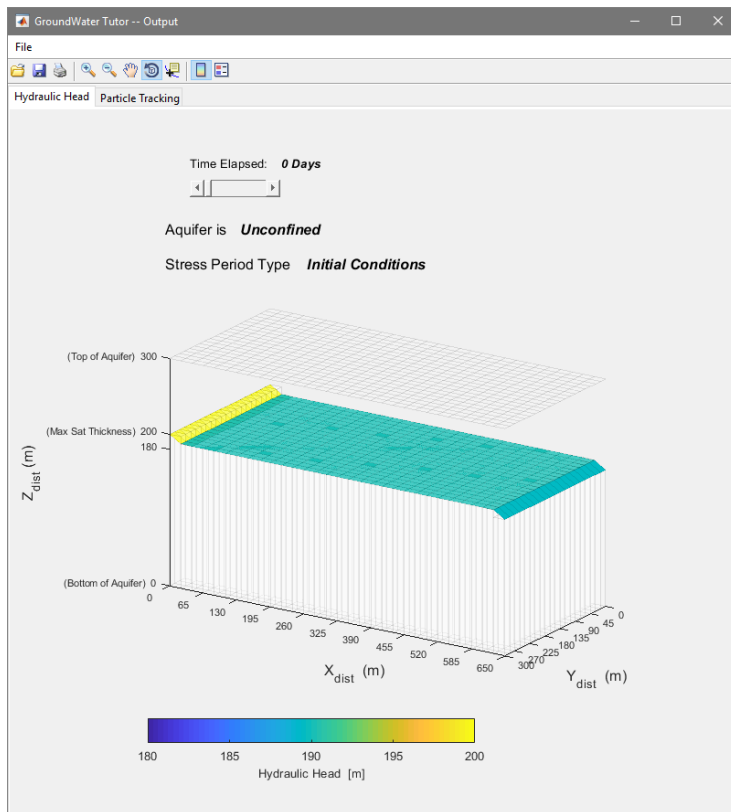 GroundWater Tutor -- Output
File
Hydraulic Head Particle Tracking
Time Elapsed: 0 Days
Aquifer is Unconfined
Stress Period Type Initial Conditions
(Top of Aquifer) 300
(Max Sat Thickness) 200
180
Z_dist (m)
(Bottom of Aquifer) 0
0 65 130 195 260 325 390 455 520 585 650
X_dist (m)
300 270 225 180 135 90 45 0
Y_dist (m)
180 185 190 195 200
Hydraulic Head [m]